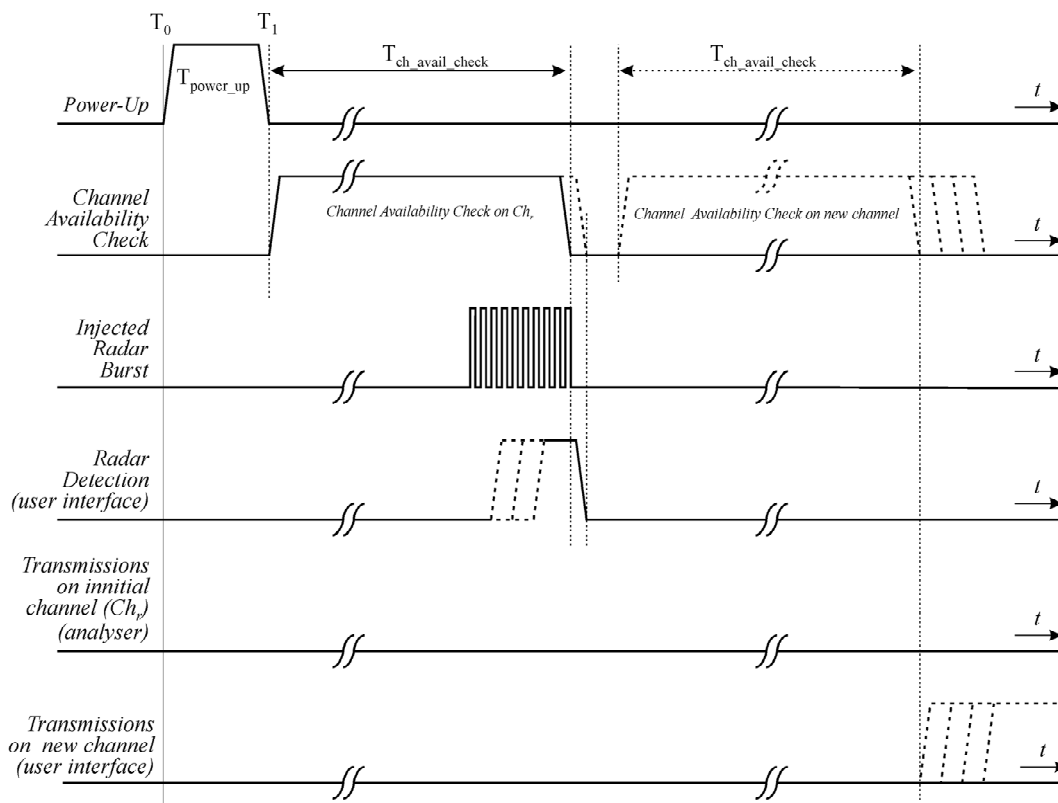 T0 T1
Tch_avail_check Tch_avail_check
Tpower_up
t
Power-Up
Channel
Availability
Check
Channel Availability Check on Chr
Channel Availability Check on new channel
t
Injected
Radar
Burst
t
Radar
Detection
(user interface)
t
Transmissions
on innitial
channel (Chr)
(analyser)
t
Transmissions
on new channel
(user interface)
t